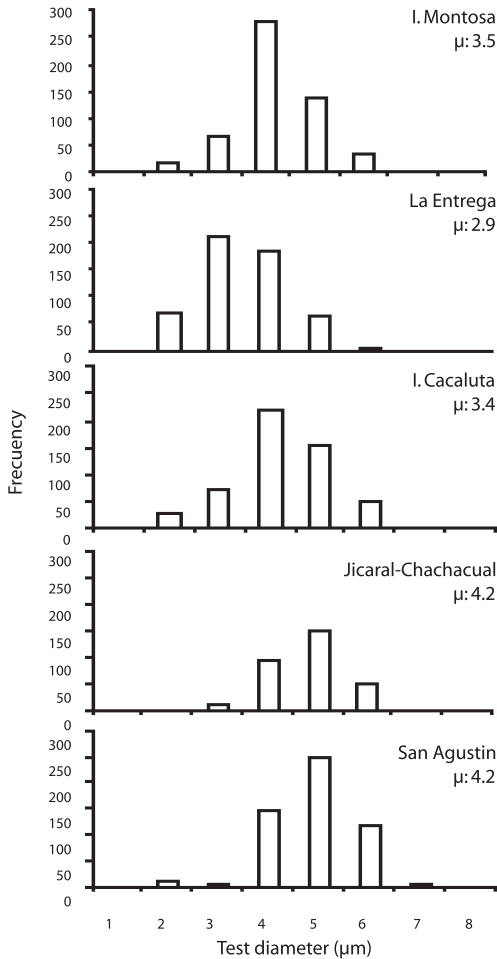 I. Montosa
µ: 3.5
300
250
200
150
100
50
0
La Entrega
µ: 2.9
300
250
200
150
100
50
0
I. Cacaluta
µ: 3.4
300
250
200
150
100
50
0
Jicaral-Chachacual
µ: 4.2
300
250
200
150
100
50
0
San Agustin
µ: 4.2
300
250
200
150
100
50
0
Frecuency
1 2 3 4 5 6 7 8
Test diameter (µm)